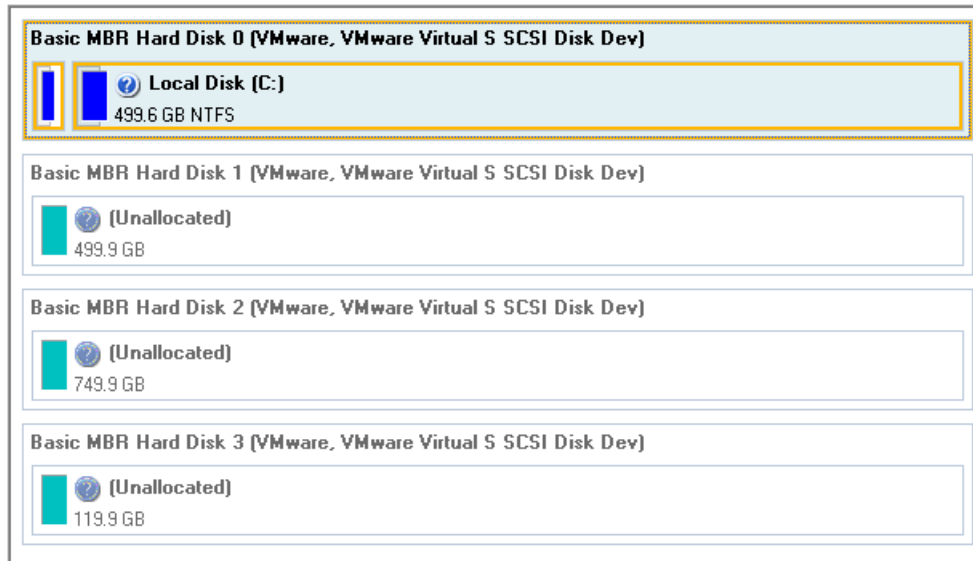 Basic MBR Hard Disk 0 (VMware, VMware Virtual S SCSI Disk Dev)
Local Disk (C:)
499.6 GB NTFS
Basic MBR Hard Disk 1 (VMware, VMware Virtual S SCSI Disk Dev)
(Unallocated)
499.9 GB
Basic MBR Hard Disk 2 (VMware, VMware Virtual S SCSI Disk Dev)
(Unallocated)
749.9 GB
Basic MBR Hard Disk 3 (VMware, VMware Virtual S SCSI Disk Dev)
(Unallocated)
119.9 GB